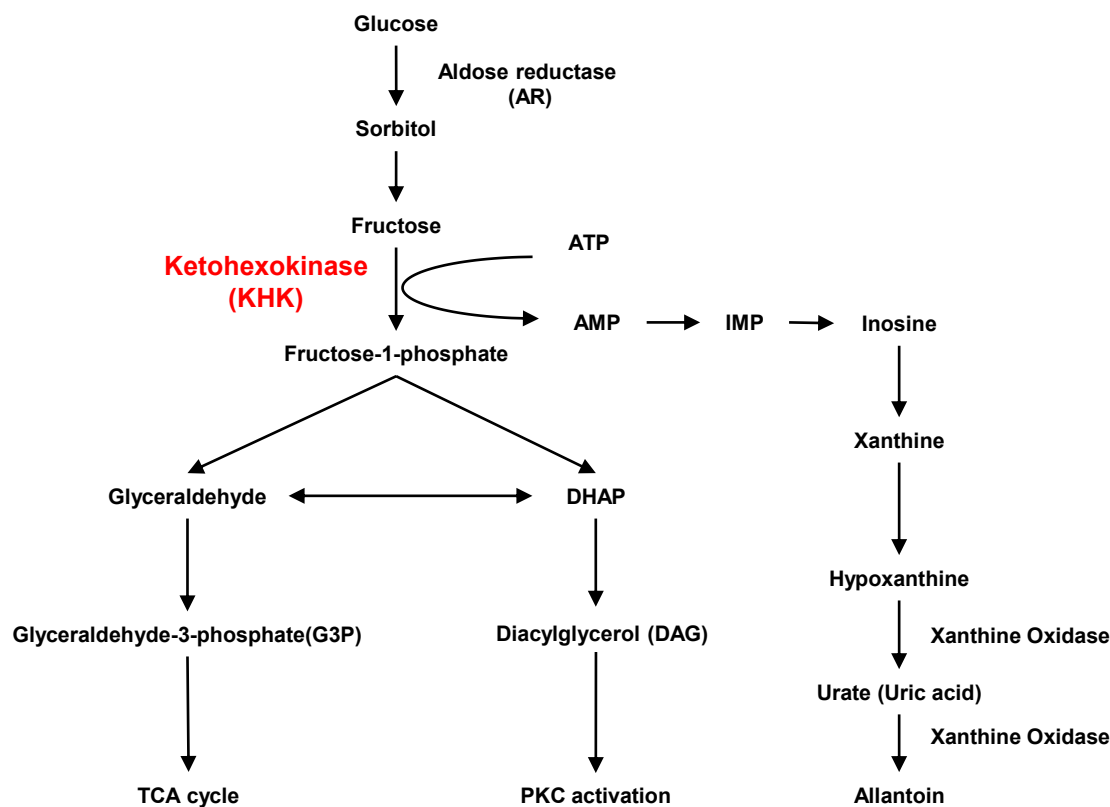 Glucose
Aldose reductase
(AR)
Sorbitol
Fructose
ATP
Ketohexokinase
(KHK)
AMP
IMP
Inosine
Fructose-1-phosphate
Xanthine
Glyceraldehyde
DHAP
Hypoxanthine
Glyceraldehyde-3-phosphate(G3P)
Diacylglycerol (DAG)
Xanthine Oxidase
Urate (Uric acid)
Xanthine Oxidase
TCA cycle
PKC activation
Allantoin